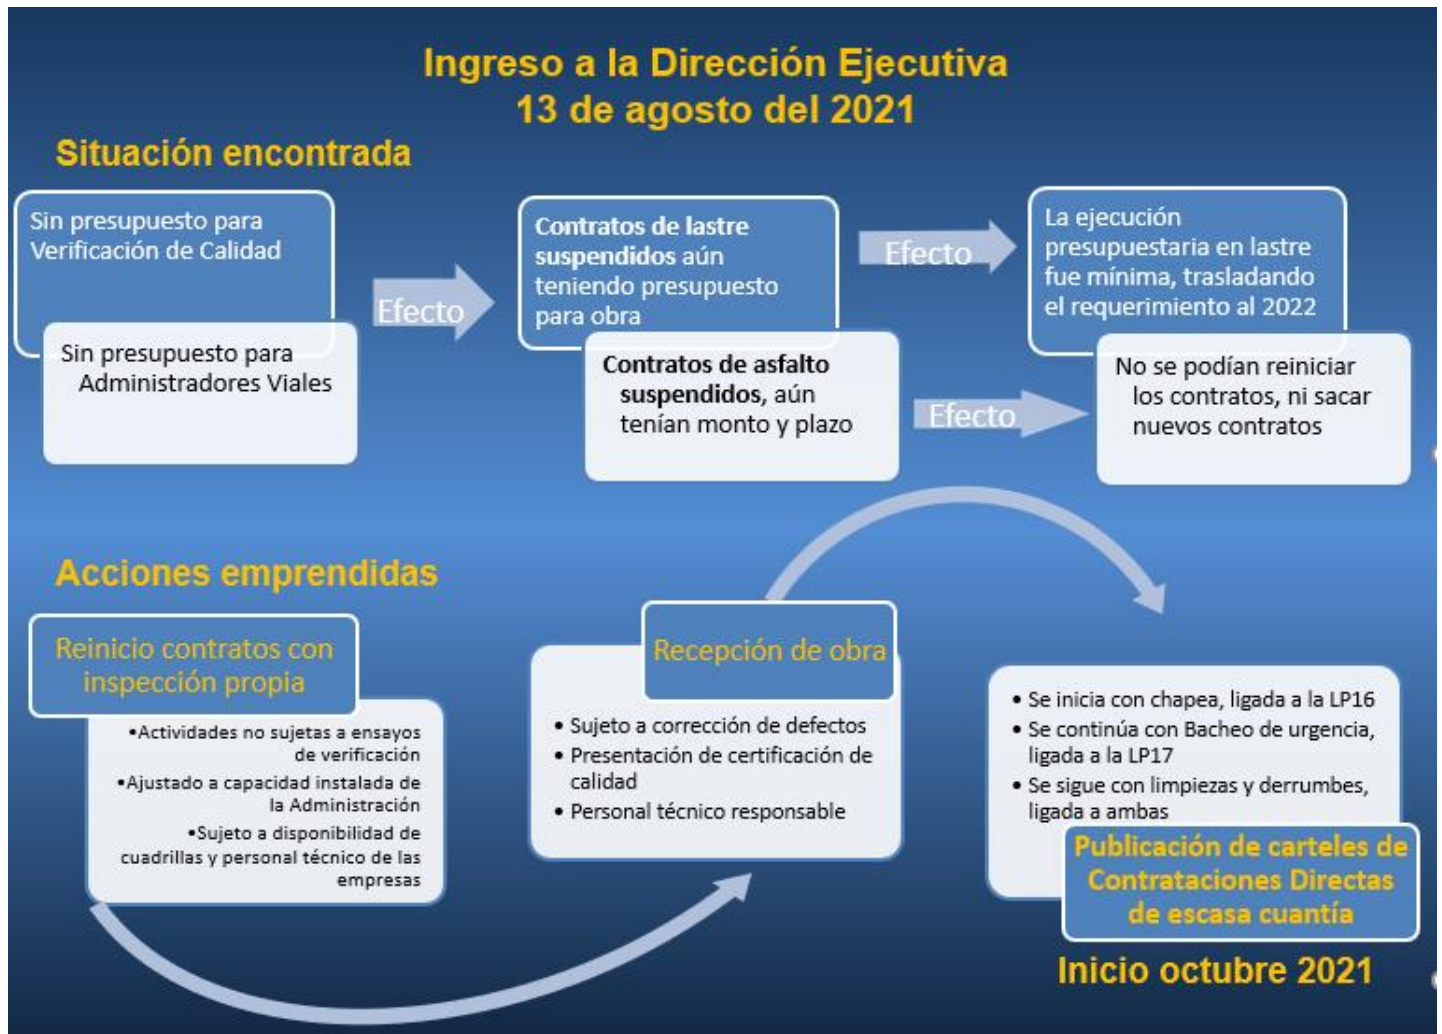 Ingreso a la Dirección Ejecutiva
13 de agosto del 2021
Situación encontrada
Sin presupuesto para
Verificación de Calidad
Sin presupuesto para
Administradores Viales
Efecto
Contratos de lastre
suspendidos aún
teniendo presupuesto
para obra
Contratos de asfalto
suspendidos, aún
tenían monto y plazo
Efecto
Efecto
La ejecución
presupuestaria en lastre
fue mínima, trasladando
el requerimiento al 2022
No se podían reiniciar
los contratos, ni sacar
nuevos contratos
Acciones emprendidas
Reinicio contratos con
inspección propia
•Actividades no sujetas a ensayos
de verificación
•Ajustado a capacidad instalada de
la Administración
•Sujeto a disponibilidad de
cuadrillas y personal técnico de las
empresas
Recepción de obra
• Sujeto a corrección de defectos
• Presentación de certificación de
calidad
• Personal técnico responsable
• Se inicia con chapea, ligada a la LP16
• Se continúa con Bacheo de urgencia,
ligada a la LP17
• Se sigue con limpiezas y derrumbes,
ligada a ambas
Publicación de carteles de
Contrataciones Directas
de escasa cuantía
Inicio octubre 2021